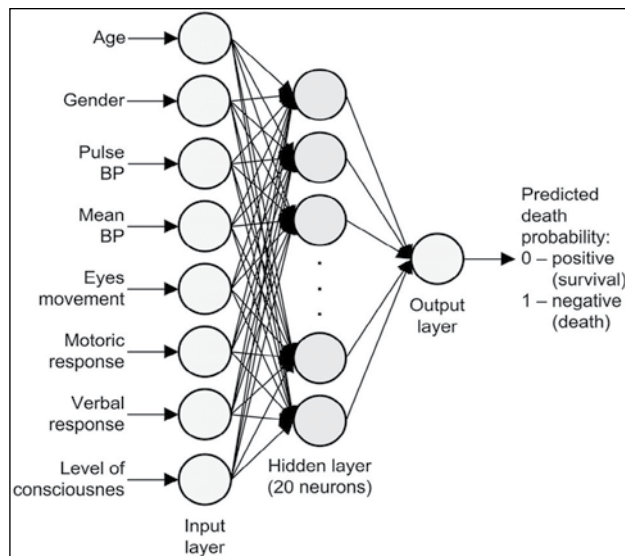 Age
Gender
Pulse
BP
Mean
BP
Eyes
movement
Motoric
response
Verbal
response
Level of
consciousnes
Input
layer
Hidden layer
(20 neurons)
Output
layer
Predicted
death
probability:
0 – positive
(survival)
1 – negative
(death)